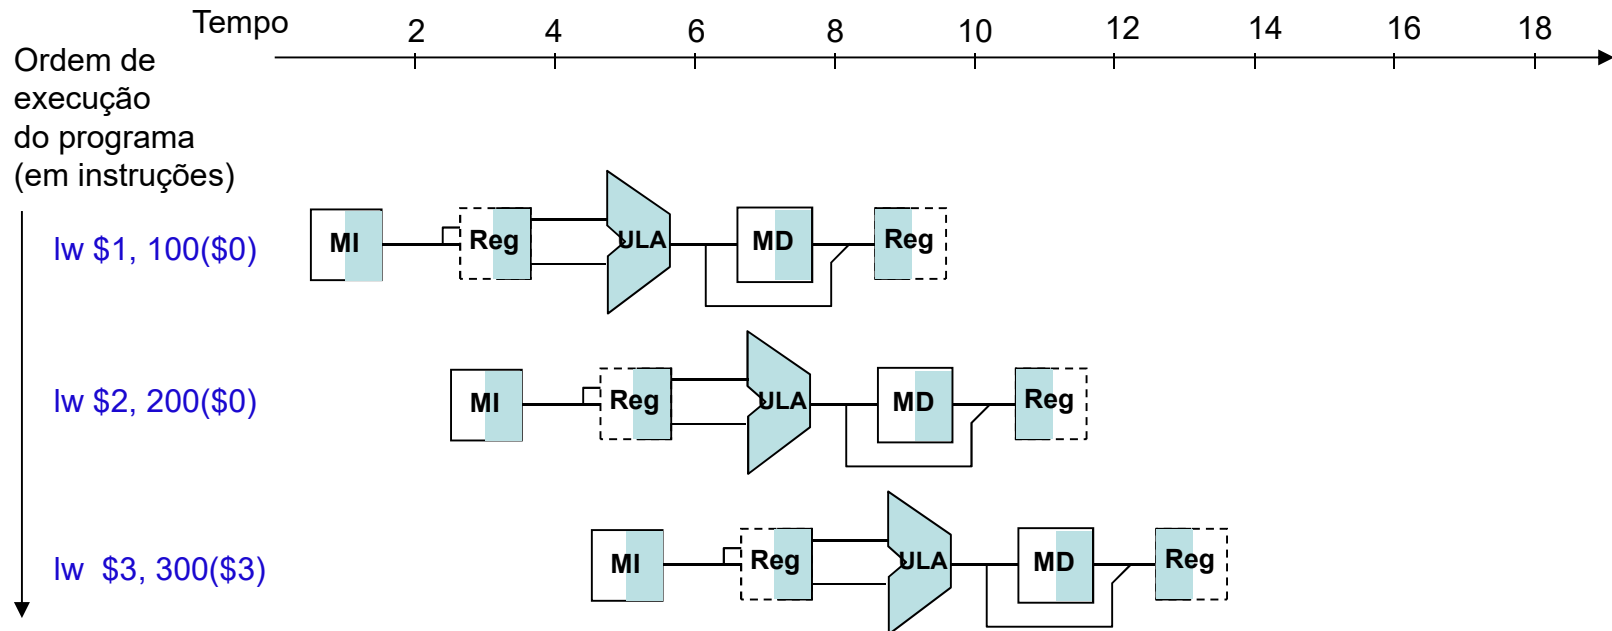 Tempo
2 4 6 8 10 12 14 16 18
Ordem de
execução
do programa
(em instruções)
lw $1, 100($0)
MI Reg ULA MD Reg
lw $2, 200($0)
MI Reg ULA MD Reg
lw $3, 300($3)
MI Reg ULA MD Reg